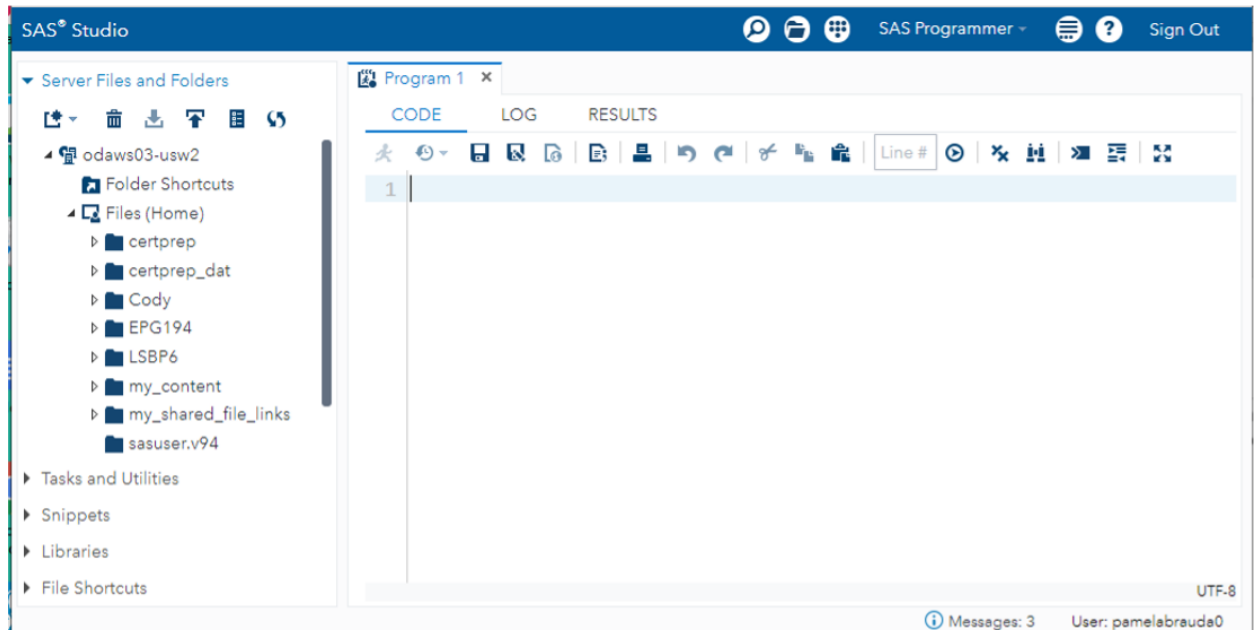 SAS® Studio
SAS Programmer
Sign Out
Server Files and Folders
odaws03-usw2
Folder Shortcuts
Files (Home)
certprep
certprep_dat
Cody
EPG194
LSBP6
my_content
my_shared_file_links
sasuser.v94
Tasks and Utilities
Snippets
Libraries
File Shortcuts
Program 1
CODE LOG RESULTS
Line #
1
UTF-8
Messages: 3 User: pamelabrauda0